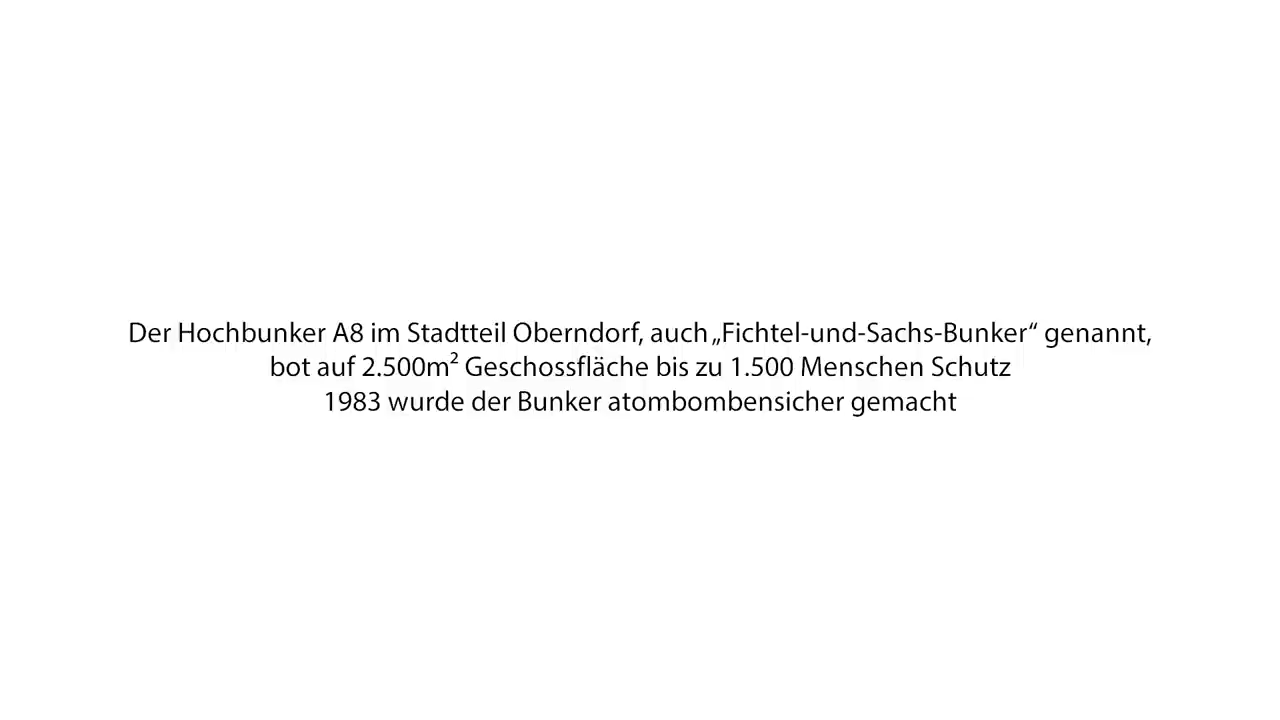 Der Hochbunker A8 im Stadtteil Oberndorf, auch „Fichtel-und-Sachs-Bunker“ genannt,
bot auf 2.500m² Geschossfläche bis zu 1.500 Menschen Schutz
1983 wurde der Bunker atombombensicher gemacht